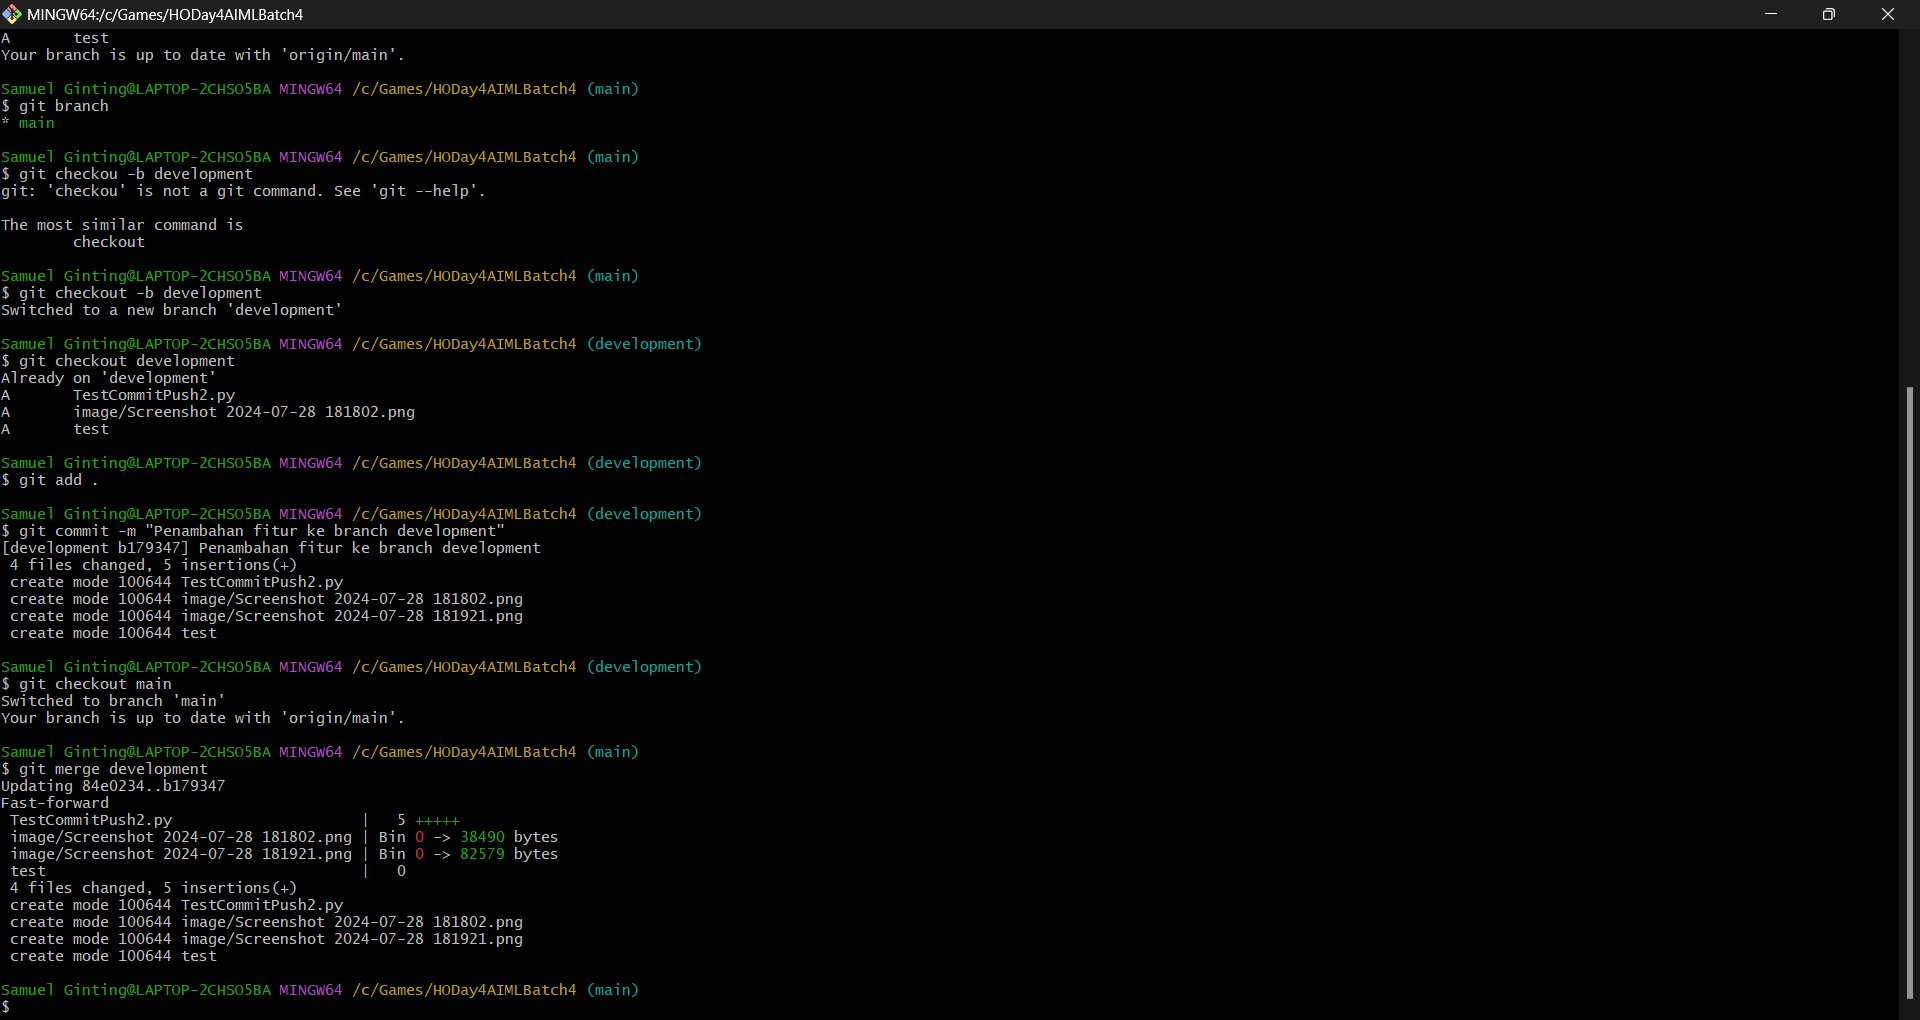 MINGW64:/c/Games/HODay4AIMLBatch4
A       test
Your branch is up to date with 'origin/main'.
Samuel Ginting@LAPTOP-2CHSO5BA MINGW64 /c/Games/HODay4AIMLBatch4 (main)
$ git branch
* main
Samuel Ginting@LAPTOP-2CHSO5BA MINGW64 /c/Games/HODay4AIMLBatch4 (main)
$ git checkou -b development
git: 'checkou' is not a git command. See 'git --help'.
The most similar command is
        checkout
Samuel Ginting@LAPTOP-2CHSO5BA MINGW64 /c/Games/HODay4AIMLBatch4 (main)
$ git checkout -b development
Switched to a new branch 'development'
Samuel Ginting@LAPTOP-2CHSO5BA MINGW64 /c/Games/HODay4AIMLBatch4 (development)
$ git checkout development
Already on 'development'
A       TestCommitPush2.py
A       image/Screenshot 2024-07-28 181802.png
A       test
Samuel Ginting@LAPTOP-2CHSO5BA MINGW64 /c/Games/HODay4AIMLBatch4 (development)
$ git add .
Samuel Ginting@LAPTOP-2CHSO5BA MINGW64 /c/Games/HODay4AIMLBatch4 (development)
$ git commit -m "Penambahan fitur ke branch development"
[development b179347] Penambahan fitur ke branch development
 4 files changed, 5 insertions(+)
 create mode 100644 TestCommitPush2.py
 create mode 100644 image/Screenshot 2024-07-28 181802.png
 create mode 100644 image/Screenshot 2024-07-28 181921.png
 create mode 100644 test
Samuel Ginting@LAPTOP-2CHSO5BA MINGW64 /c/Games/HODay4AIMLBatch4 (development)
$ git checkout main
Switched to branch 'main'
Your branch is up to date with 'origin/main'.
Samuel Ginting@LAPTOP-2CHSO5BA MINGW64 /c/Games/HODay4AIMLBatch4 (main)
$ git merge development
Updating 84e0234..b179347
Fast-forward
 TestCommitPush2.py                     |   5 +++++
 image/Screenshot 2024-07-28 181802.png | Bin 0 -> 38490 bytes
 image/Screenshot 2024-07-28 181921.png | Bin 0 -> 82579 bytes
 test                                   |   0
 4 files changed, 5 insertions(+)
 create mode 100644 TestCommitPush2.py
 create mode 100644 image/Screenshot 2024-07-28 181802.png
 create mode 100644 image/Screenshot 2024-07-28 181921.png
 create mode 100644 test
Samuel Ginting@LAPTOP-2CHSO5BA MINGW64 /c/Games/HODay4AIMLBatch4 (main)
$